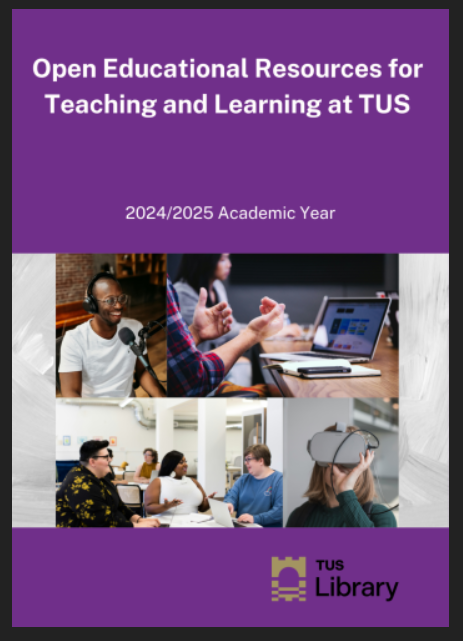 Open Educational Resources for
Teaching and Learning at TUS
2024/2025 Academic Year
TUS
Library